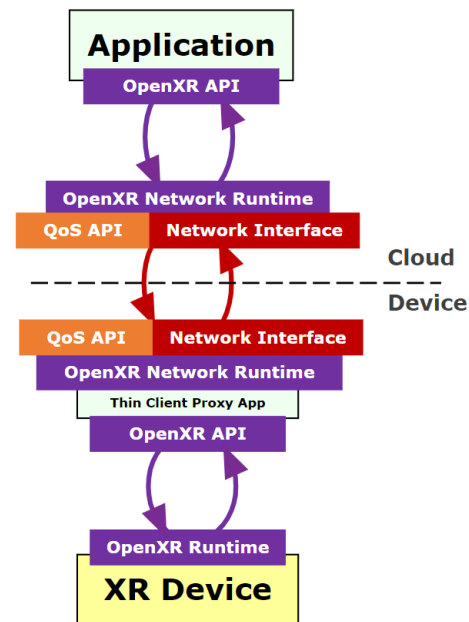 Application
OpenXR API
OpenXR Network Runtime
QoS API Network Interface
Cloud
Device
QoS API Network Interface
OpenXR Network Runtime
Thin Client Proxy App
OpenXR API
OpenXR Runtime
XR Device